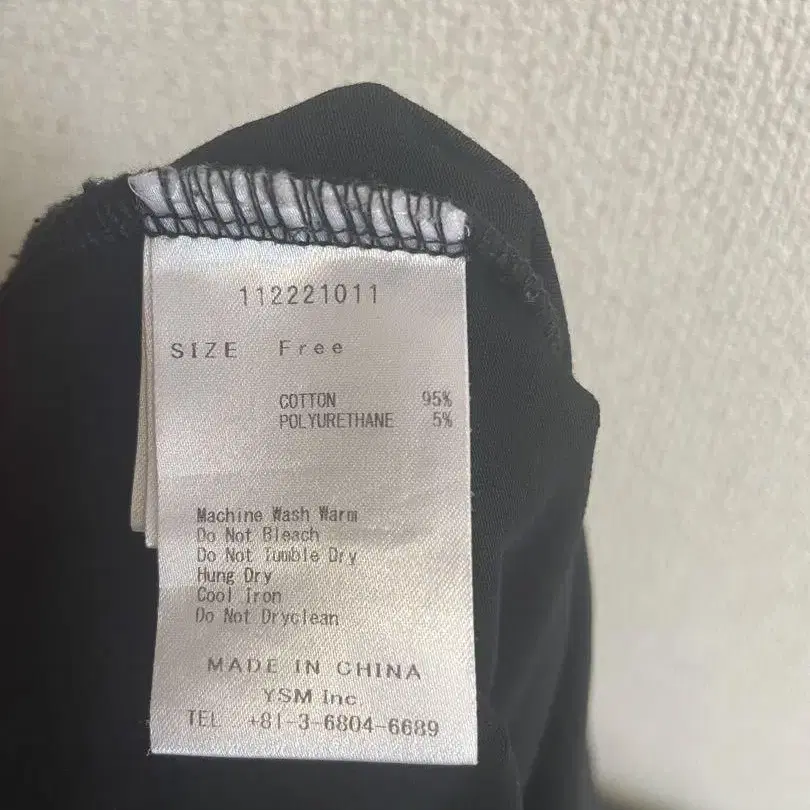 112221011
SIZE Free
COTTON 95%
POLYURETHANE 5%
Machine Wash Warm
Do Not Bleach
Do Not Tumble Dry
Hung Dry
Cool Iron
Do Not Dryclean
MADE IN CHINA
YSM Inc.
TEL +81-3-6804-6689